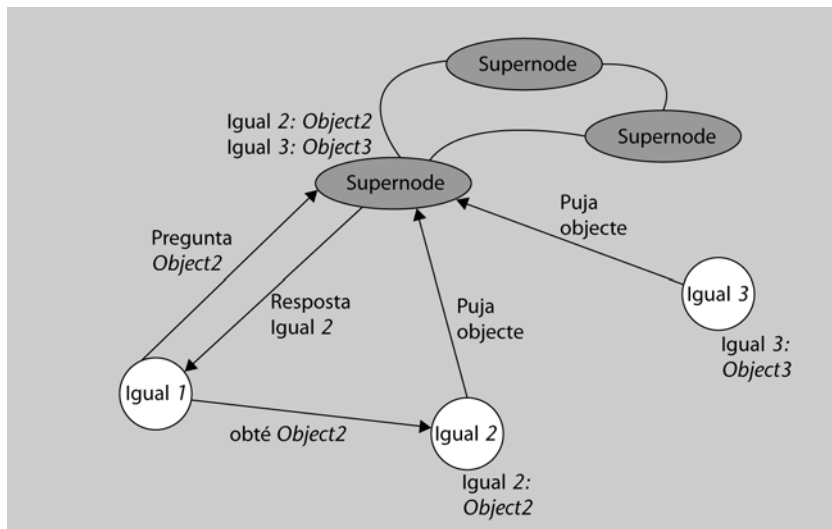 Supernode
Supernode
Igual 2: Object2
Igual 3: Object3
Supernode
Puja
objecte
Pregunta
Object2
Resposta
Igual 2
Puja
objecte
Igual 3
Igual 3:
Object3
Igual 1
obté Object2
Igual 2
Igual 2:
Object2